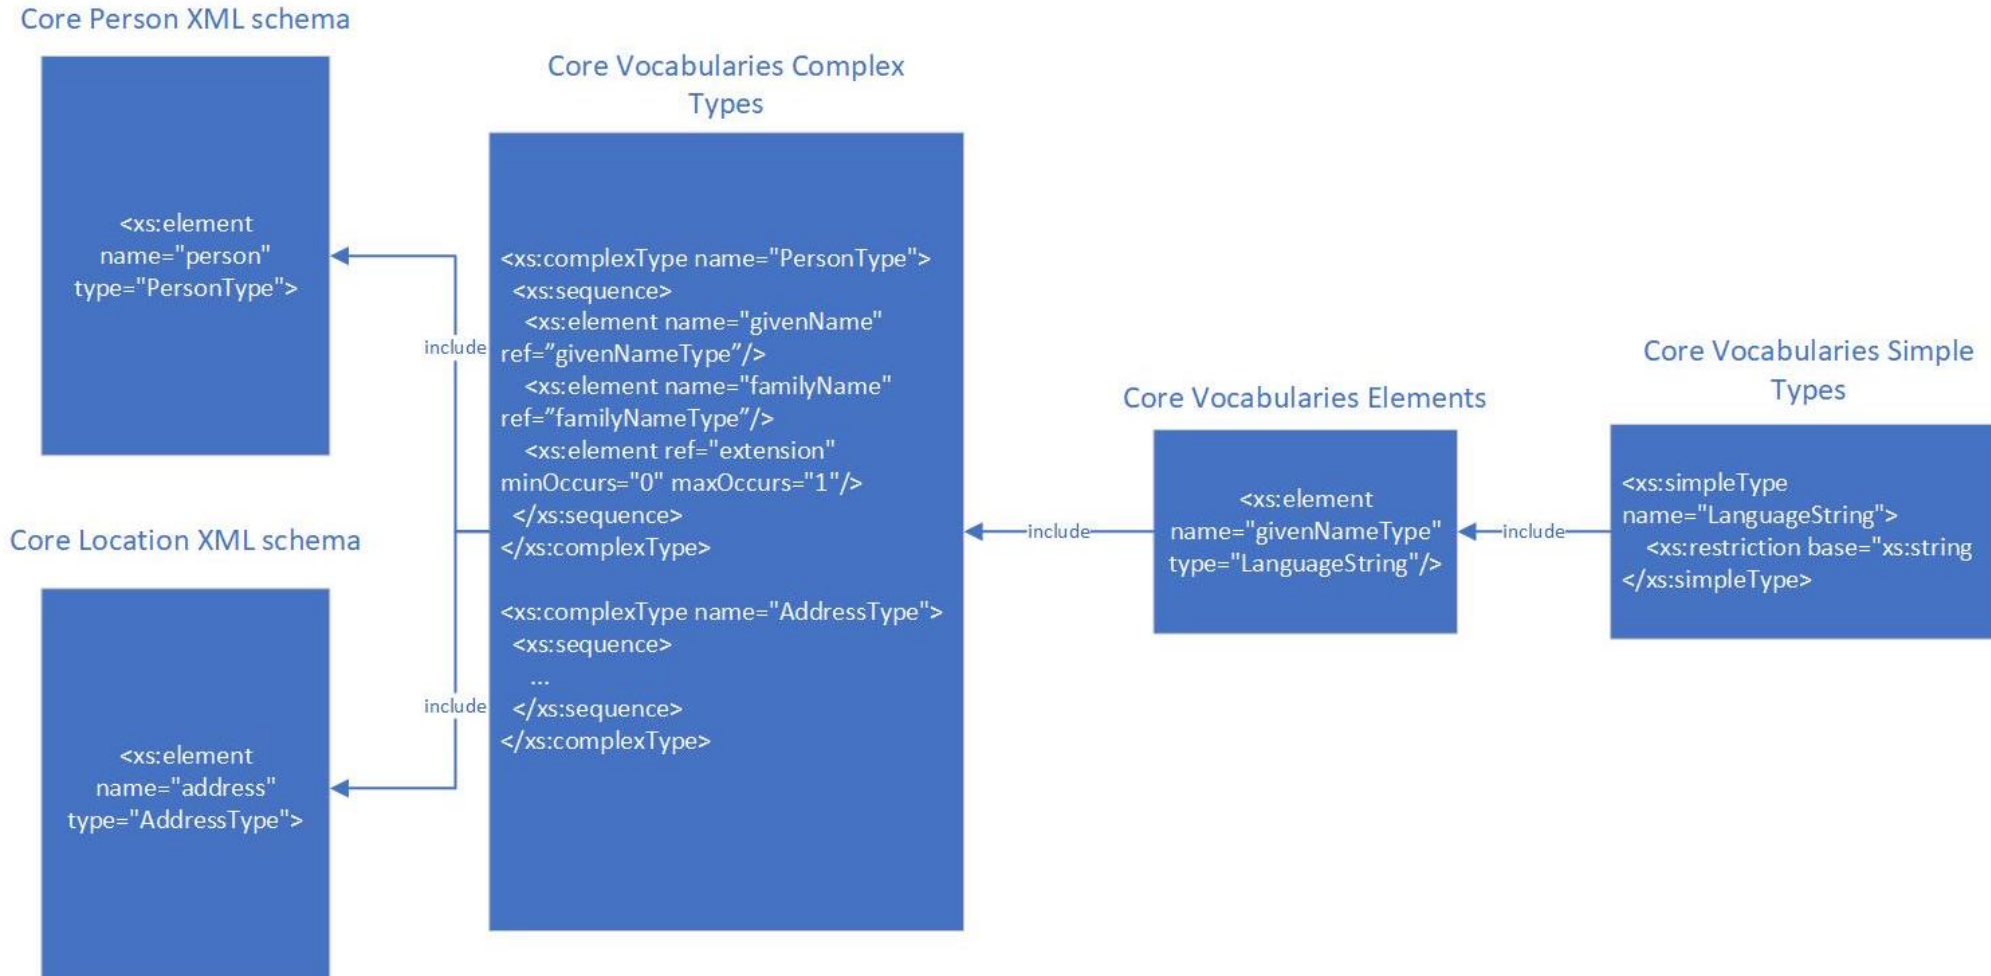 Core Person XML schema
<xs:element
name="person"
type="PersonType">
Core Location XML schema
<xs:element
name="address"
type="AddressType">
include
include
Core Vocabularies Complex
Types
<xs:complexType name="PersonType">
<xs:sequence>
<xs:element name="givenName"
ref=”givenNameType”/>
<xs:element name="familyName"
ref=”familyNameType”/>
<xs:element ref="extension"
minOccurs="0" maxOccurs="1"/>
</xs:sequence>
</xs:complexType>
<xs:complexType name="AddressType">
<xs:sequence>
...
</xs:sequence>
</xs:complexType>
include
Core Vocabularies Elements
<xs:element
name="givenNameType"
type="LanguageString"/>
include
Core Vocabularies Simple
Types
<xs:simpleType
name="LanguageString">
<xs:restriction base="xs:string
</xs:simpleType>